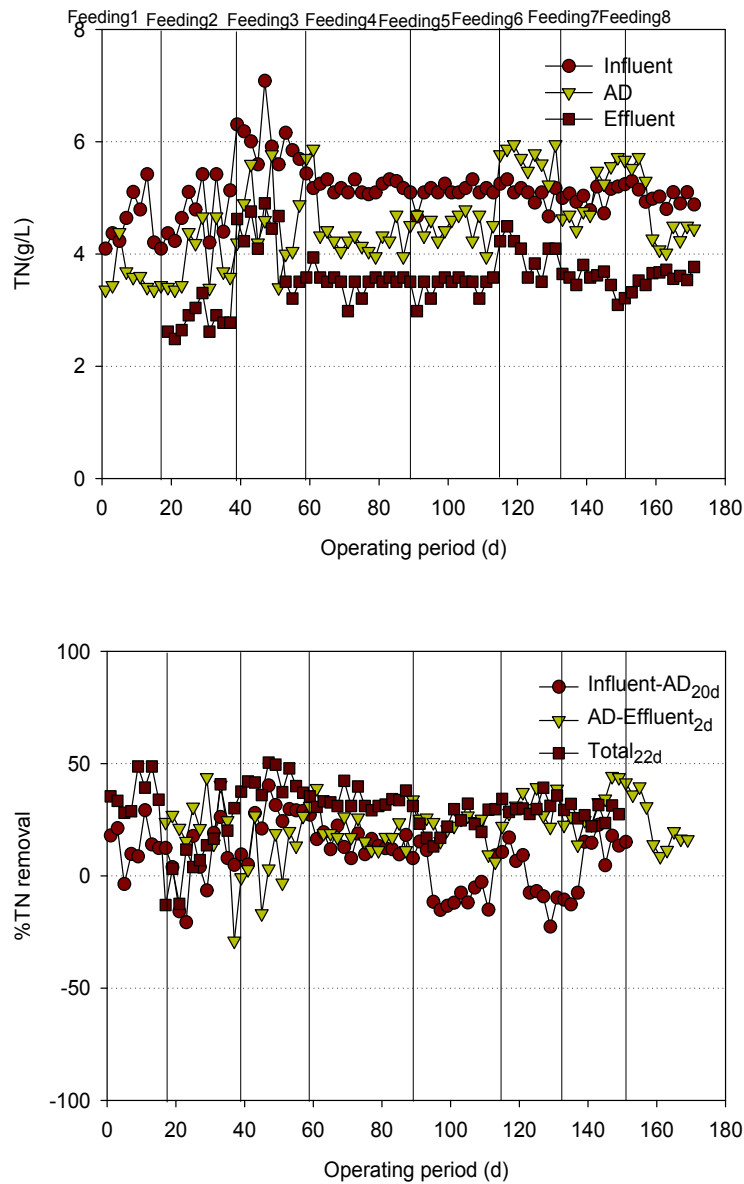 Feeding1 Feeding2 Feeding3 Feeding4 Feeding5 Feeding6 Feeding7 Feeding8
8
6
4
2
0
TN(g/L)
Influent
AD
Effluent
0 20 40 60 80 100 120 140 160 180
Operating period (d)
100
50
0
-50
-100
%TN removal
Influent-AD20d
AD-Effluent2d
Total22d
0 20 40 60 80 100 120 140 160 180
Operating period (d)